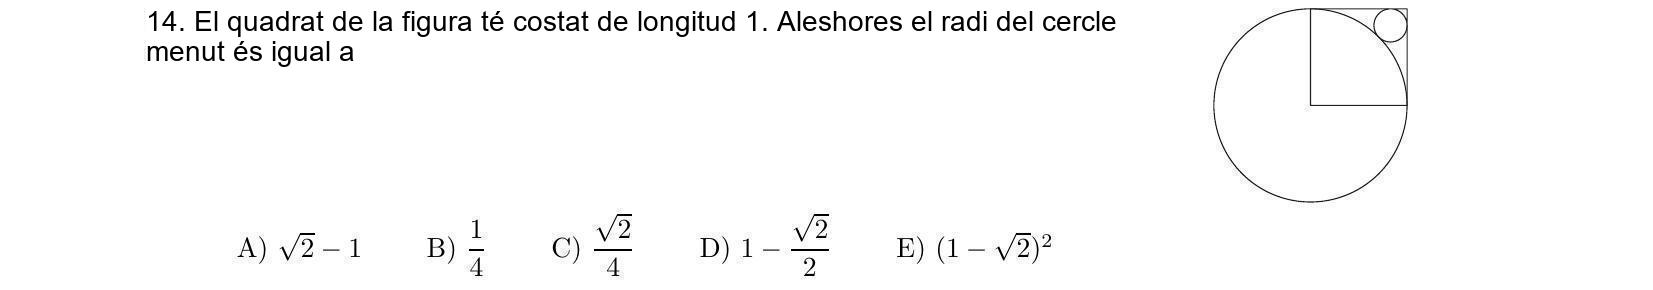 14. El quadrat de la figura té costat de longitud 1. Aleshores el radi del cercle
menut és igual a
A) √2 − 1 B) 1/4 C) √2/4 D) 1 − √2/2 E) (1 − √2)²